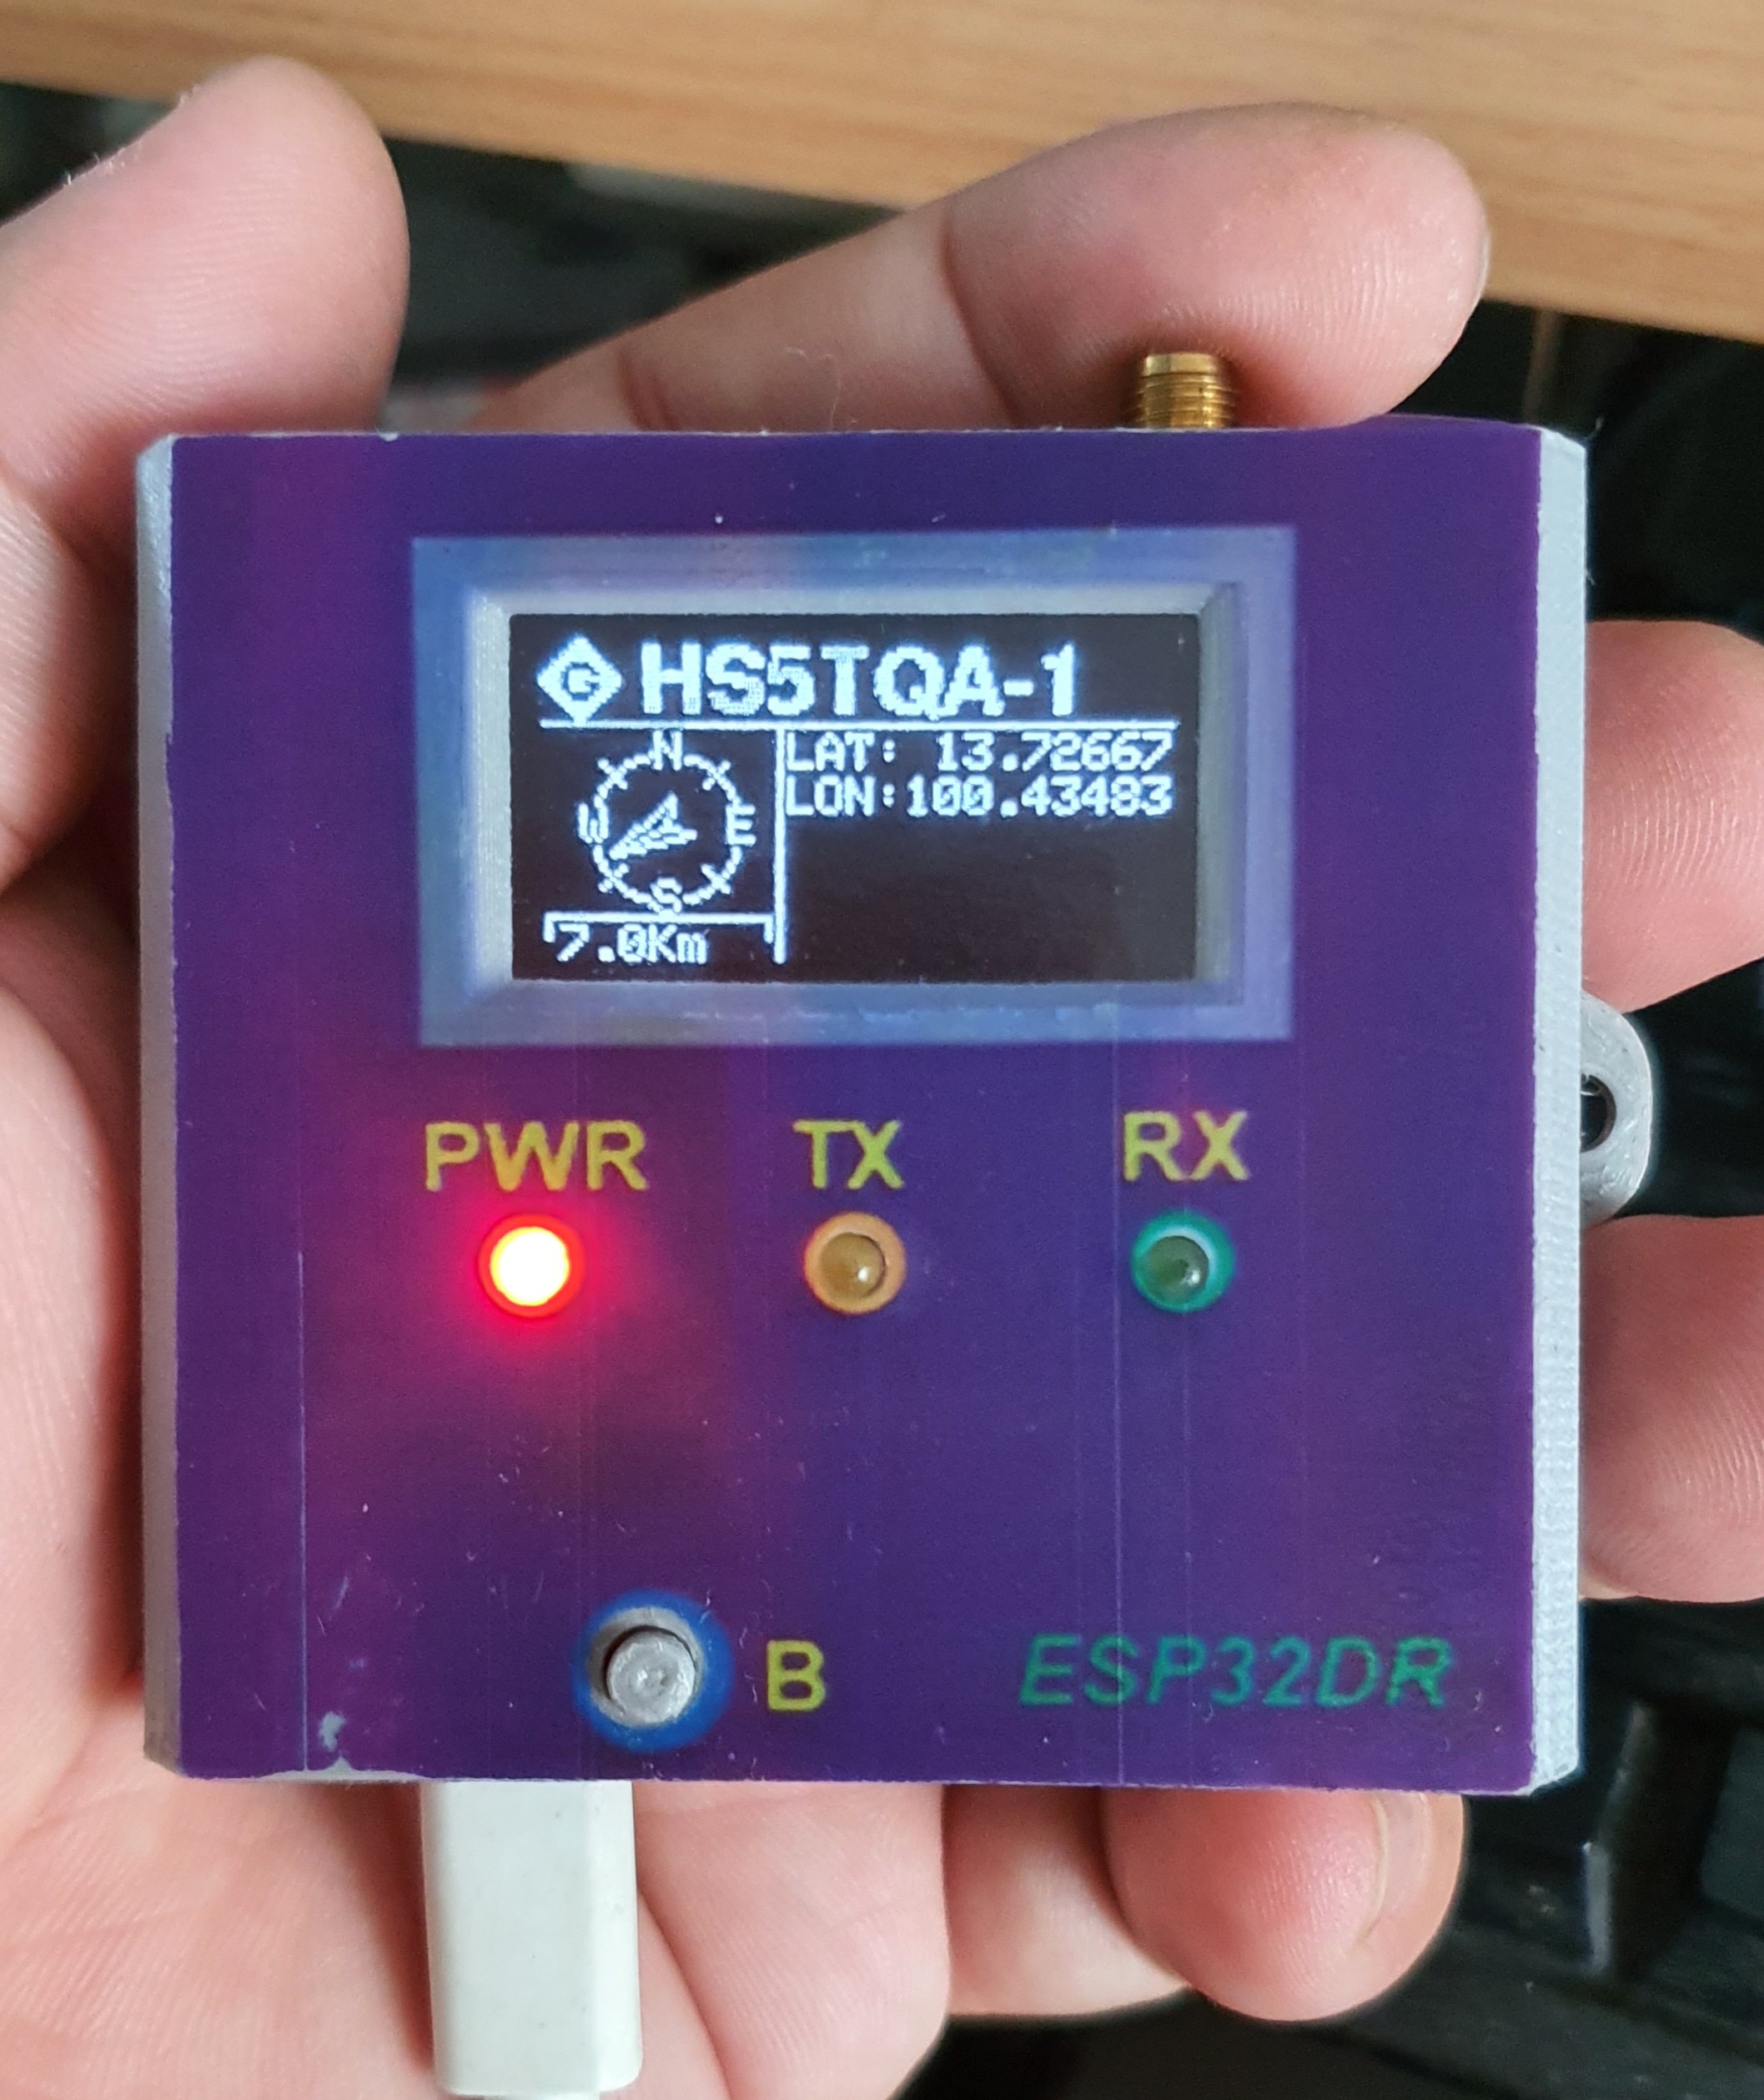 G HS5TQA-1
N
LAT: 13.72667
LON:100.43483
W E
S
7.0Km
PWR TX RX
B ESP32DR